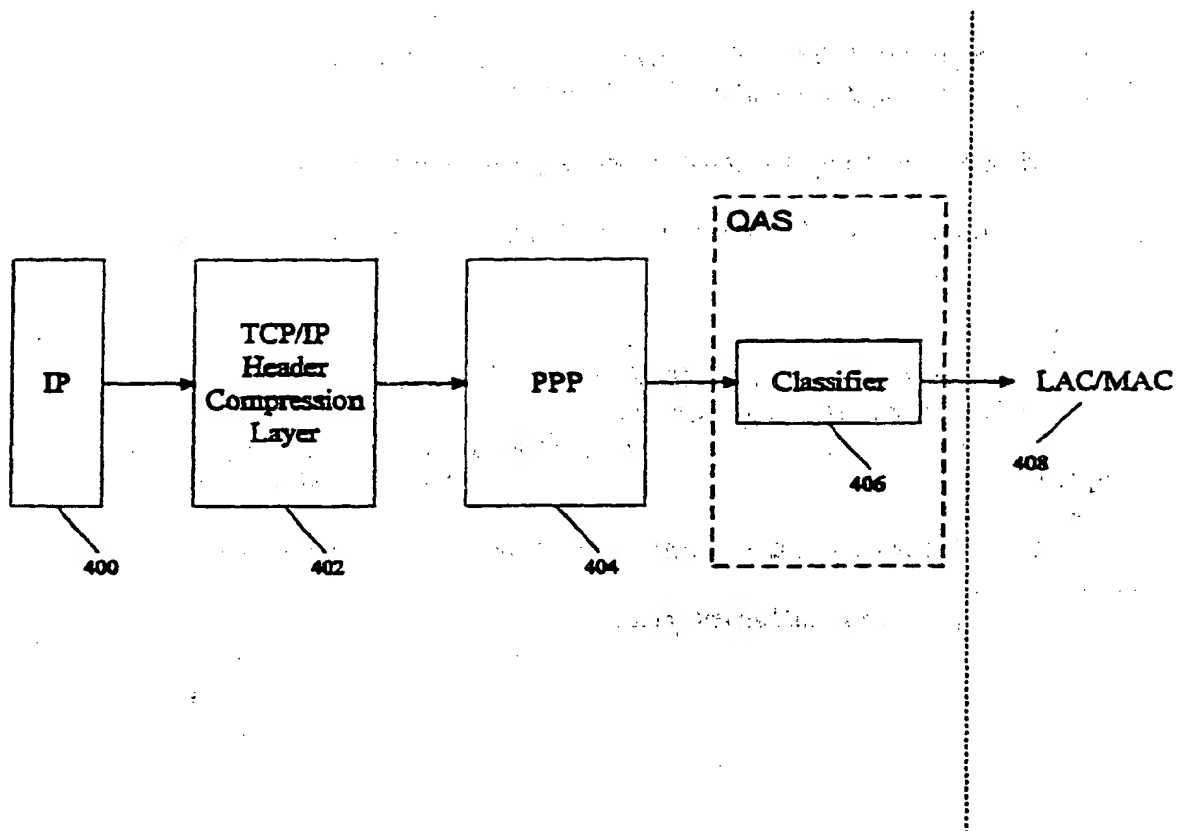 QAS
IP
TCP/IP
Header
Compression
Layer
PPP
Classifier
LAC/MAC
400
402
404
406
408